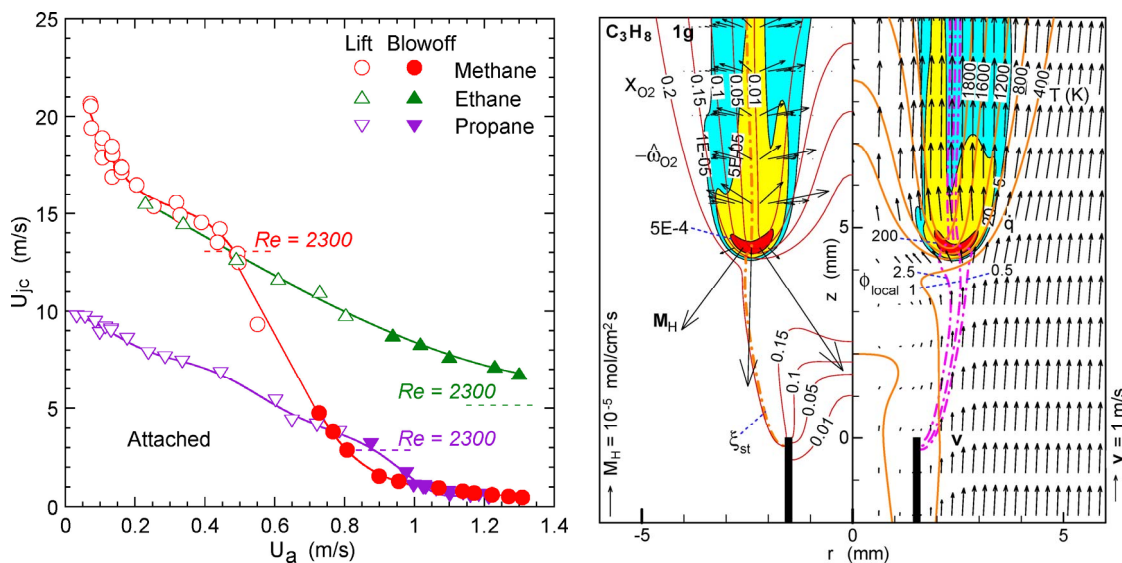 Lift Blowoff
Methane
Ethane
Propane
Re = 2300
Re = 2300
Re = 2300
Attached
25
20
15
10
5
0
U_jc (m/s)
0 0.2 0.4 0.6 0.8 1 1.2 1.4
U_a (m/s)
C₃H₈ 1g
X_O2
0.2
0.15
0.1
0.05
0.01
1E-05
5E-05
-ω̂_O2
5E-4
M_H
0.15
0.1
0.05
0.01
ξ_st
M_H = 10⁻⁵ mol/cm²s
1800
1600
1200
800
400
T (K)
5
20
q̇
200
2.5
0.5
ϕ_local
1
v
v = 1 m/s
z (mm)
5
0
-5 0 5
r (mm)